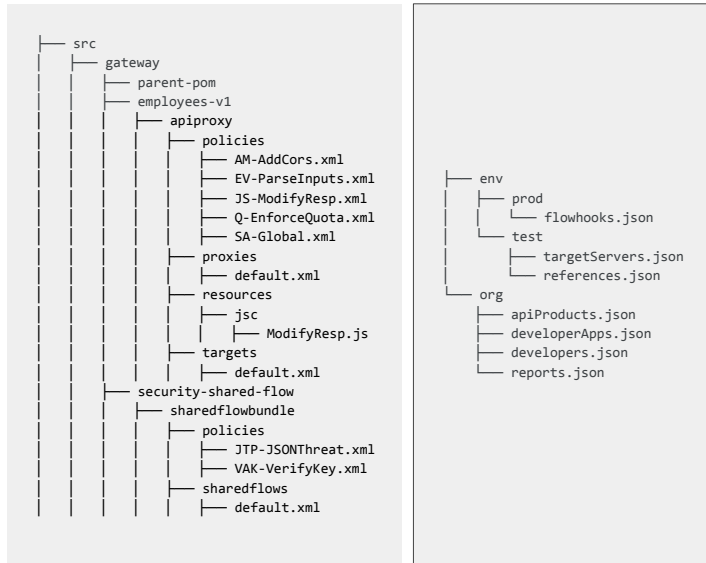 ├── src
│   ├── gateway
│   │   ├── parent-pom
│   │   ├── employees-v1
│   │   │   ├── apiproxy
│   │   │   │   ├── policies
│   │   │   │   │   ├── AM-AddCors.xml
│   │   │   │   │   ├── EV-ParseInputs.xml
│   │   │   │   │   ├── JS-ModifyResp.xml
│   │   │   │   │   ├── Q-EnforceQuota.xml
│   │   │   │   │   ├── SA-Global.xml
│   │   │   │   ├── proxies
│   │   │   │   │   ├── default.xml
│   │   │   │   ├── resources
│   │   │   │   │   ├── jsc
│   │   │   │   │   │   ├── ModifyResp.js
│   │   │   │   ├── targets
│   │   │   │   │   ├── default.xml
│   │   ├── security-shared-flow
│   │   │   ├── sharedflowbundle
│   │   │   │   ├── policies
│   │   │   │   │   ├── JTP-JSONThreat.xml
│   │   │   │   │   ├── VAK-VerifyKey.xml
│   │   │   │   ├── sharedflows
│   │   │   │   │   ├── default.xml
├── env
│   ├── prod
│   │   └── flowhooks.json
│   └── test
│       ├── targetServers.json
│       └── references.json
└── org
    ├── apiProducts.json
    ├── developerApps.json
    ├── developers.json
    └── reports.json